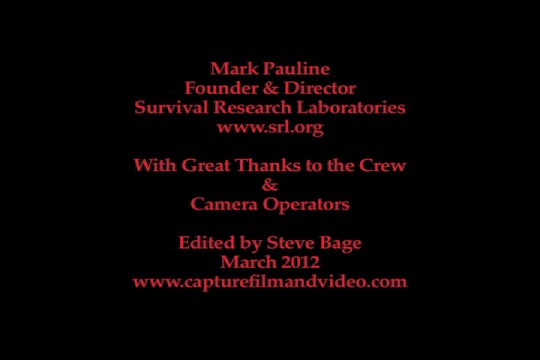 Mark Pauline
Founder & Director
Survival Research Laboratories
www.srl.org
With Great Thanks to the Crew
&
Camera Operators
Edited by Steve Bage
March 2012
www.capturefilmandvideo.com